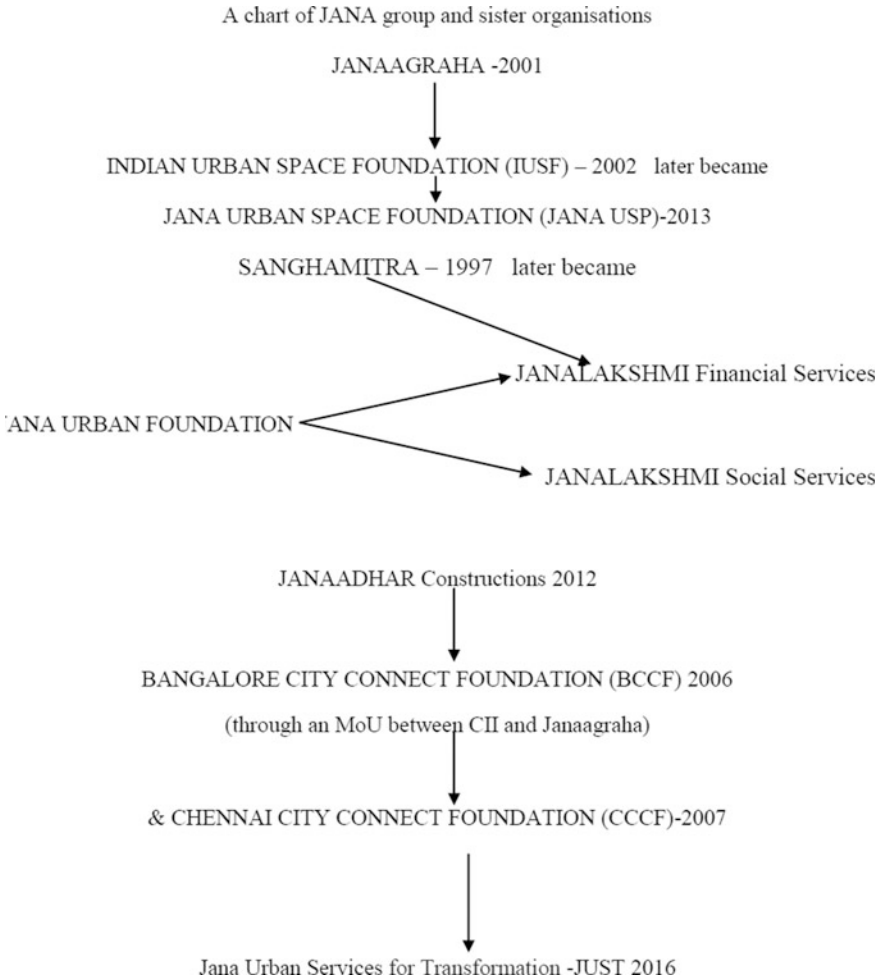 A chart of JANA group and sister organisations
JANAAGRAHA -2001
INDIAN URBAN SPACE FOUNDATION (IUSF) – 2002 later became
JANA URBAN SPACE FOUNDATION (JANA USP)-2013
SANGHAMITRA – 1997 later became
JANALAKSHMI Financial Services
ANA URBAN FOUNDATION
JANALAKSHMI Social Services
JANAADHAR Constructions 2012
BANGALORE CITY CONNECT FOUNDATION (BCCF) 2006
(through an MoU between CII and Janaagraha)
& CHENNAI CITY CONNECT FOUNDATION (CCCF)-2007
Jana Urban Services for Transformation -JUST 2016